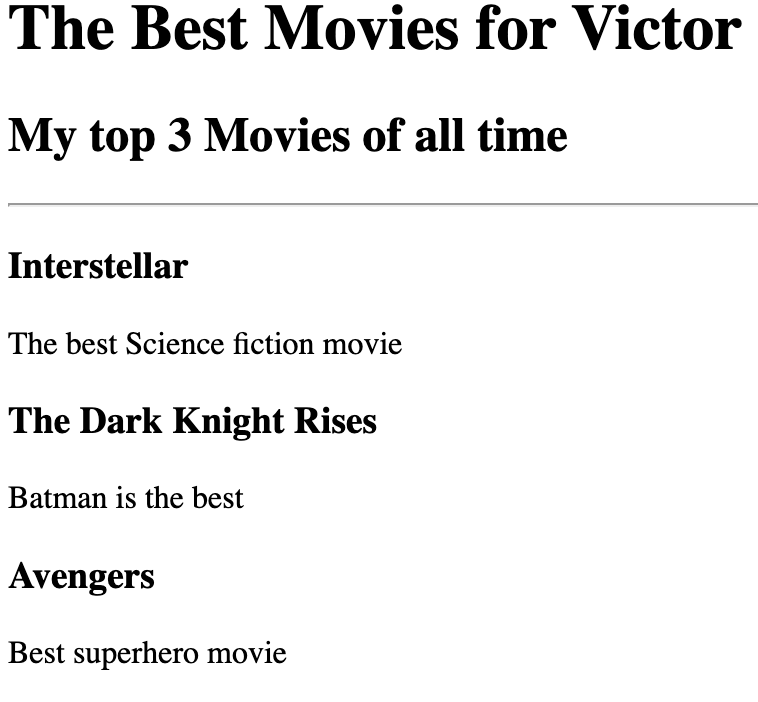 The Best Movies for Victor
My top 3 Movies of all time
Interstellar
The best Science fiction movie
The Dark Knight Rises
Batman is the best
Avengers
Best superhero movie